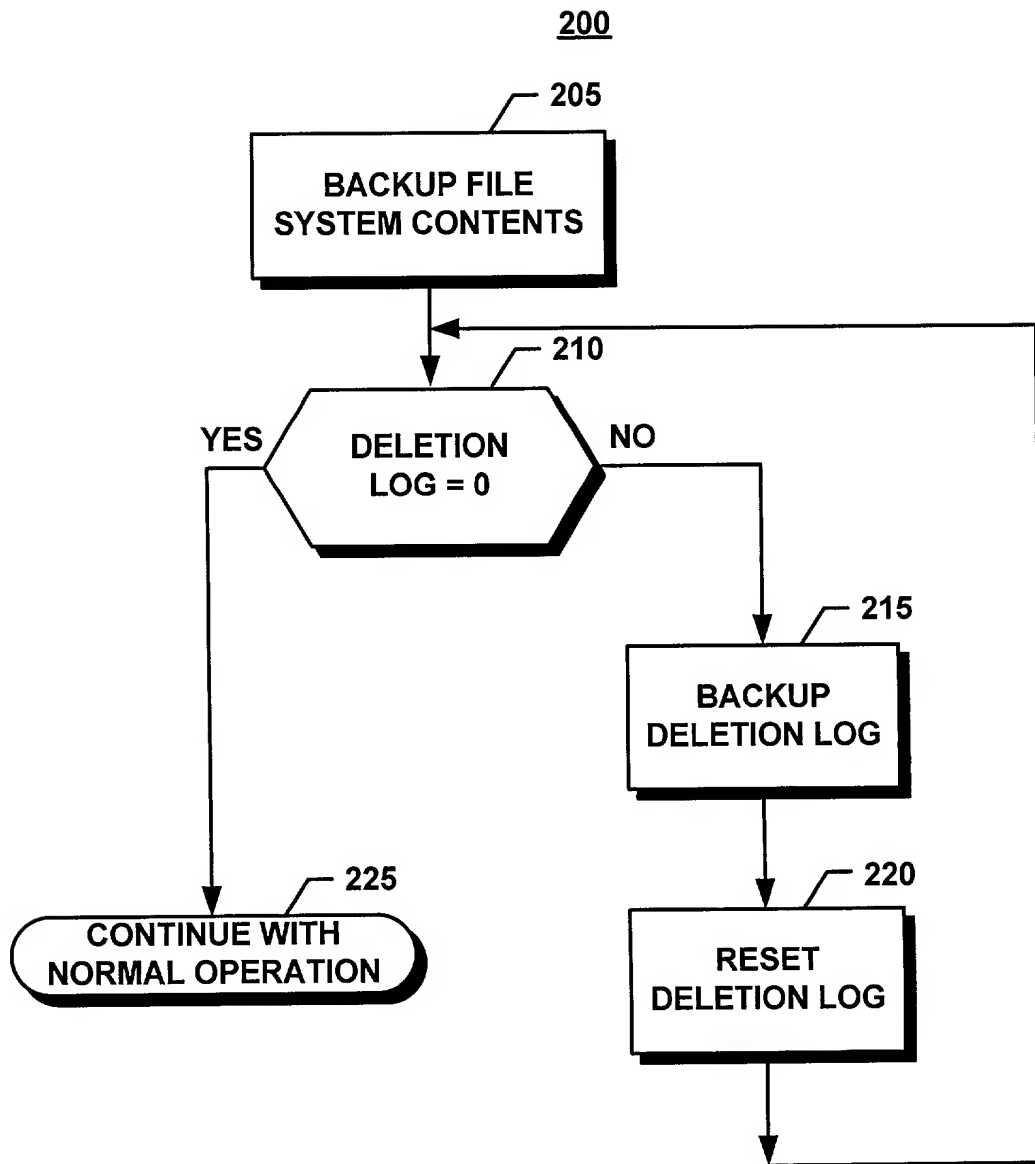 200
205
BACKUP FILE
SYSTEM CONTENTS
210
YES
DELETION
LOG = 0
NO
215
BACKUP
DELETION LOG
225
CONTINUE WITH
NORMAL OPERATION
220
RESET
DELETION LOG